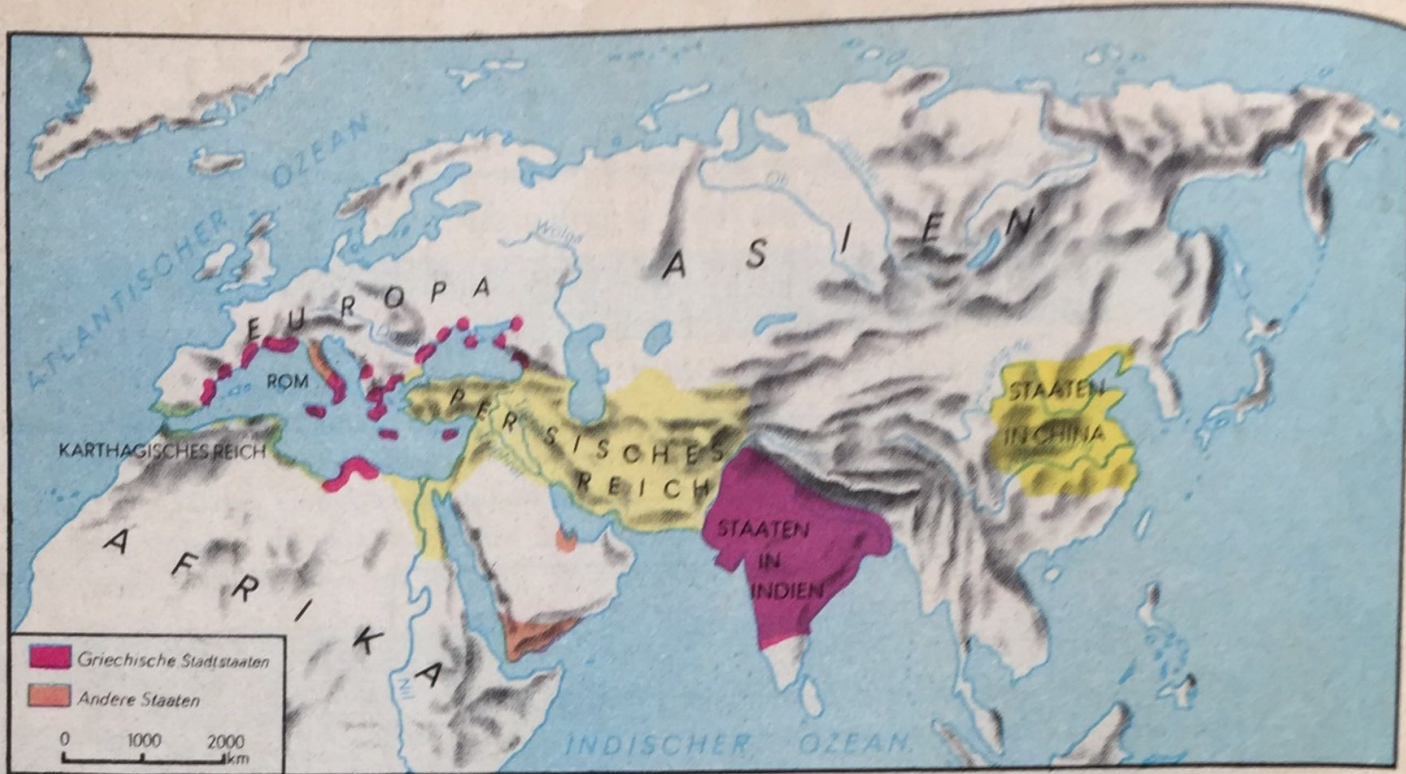 ATLANTISCHER OZEAN
EUROPA
ASIEN
Wolga
Ob
ROM
KARTHAGISCHES REICH
PERSISCHES
REICH
STAATEN
IN CHINA
STAATEN
IN
INDIEN
AFRIKA
Nil
INDISCHER OZEAN
Griechische Stadtstaaten
Andere Staaten
0 1000 2000
km